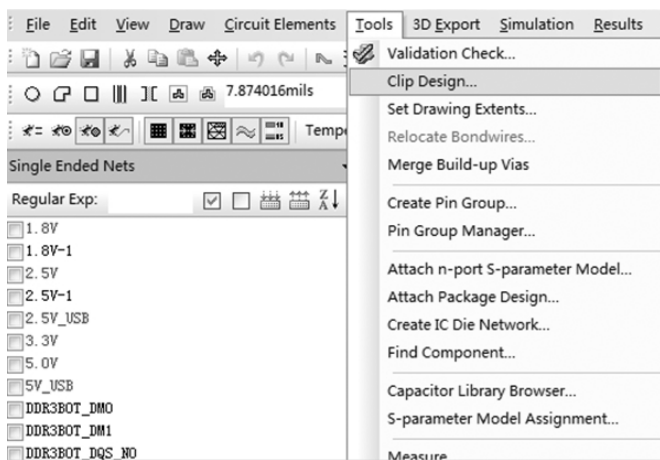 File Edit View Draw Circuit Elements Tools 3D Export Simulation Results
7.874016mils
Temp
Single Ended Nets
Regular Exp:
1.8V
1.8V-1
2.5V
2.5V-1
2.5V_USB
3.3V
5.0V
5V_USB
DDR3BOT_DM0
DDR3BOT_DM1
DDR3BOT_DQS_N0
Validation Check...
Clip Design...
Set Drawing Extents...
Relocate Bondwires...
Merge Build-up Vias
Create Pin Group...
Pin Group Manager...
Attach n-port S-parameter Model...
Attach Package Design...
Create IC Die Network...
Find Component...
Capacitor Library Browser...
S-parameter Model Assignment...
Measure